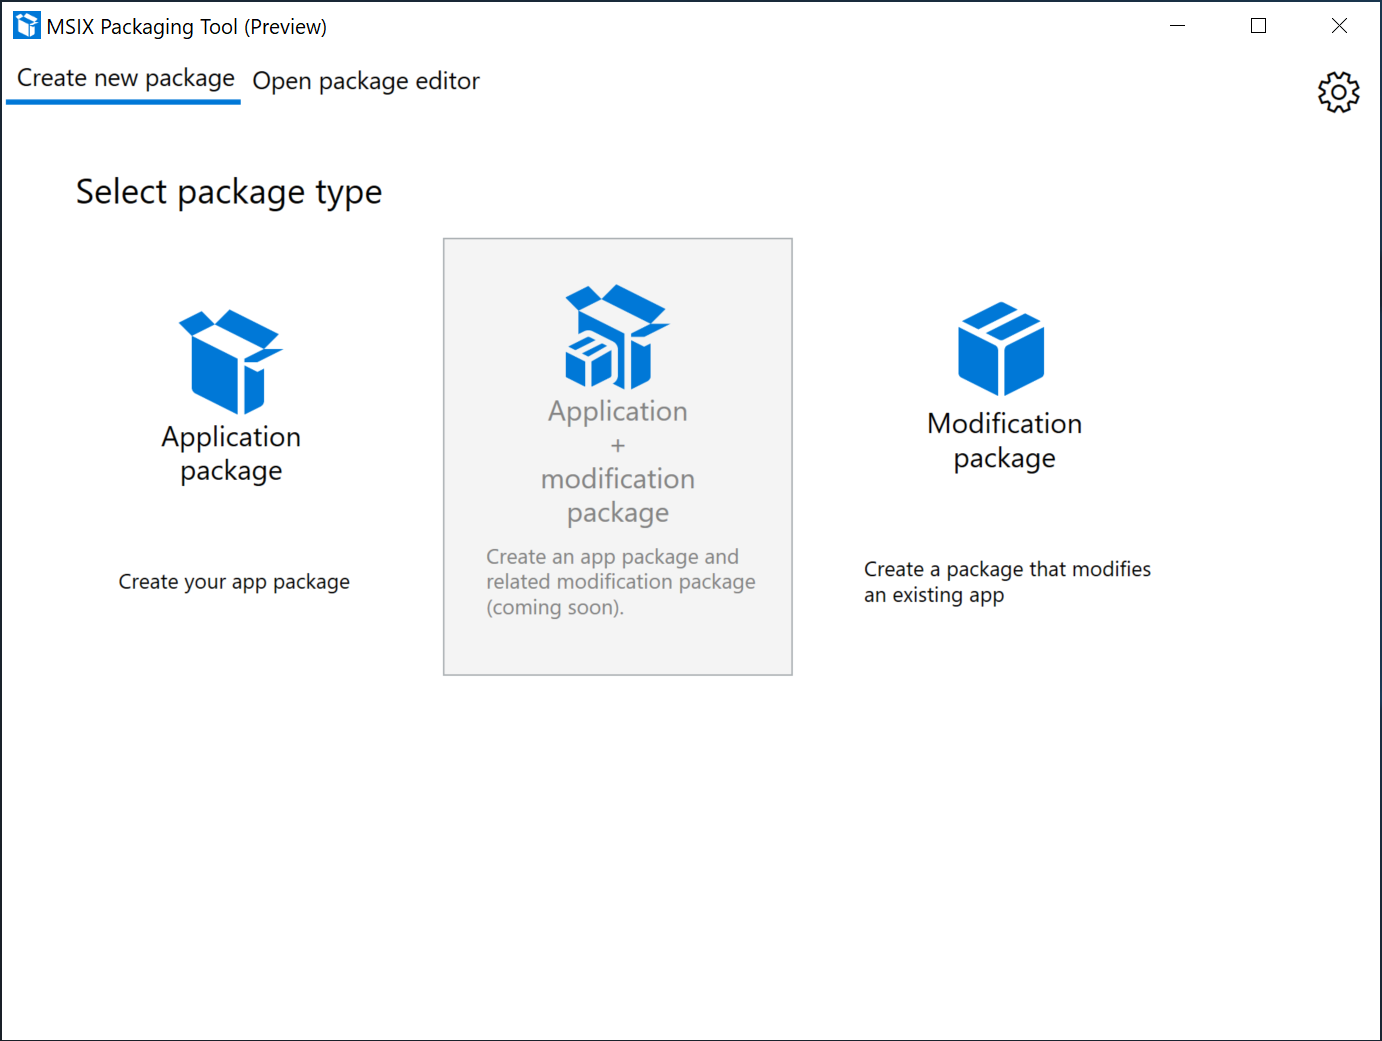 MSIX Packaging Tool (Preview)
Create new package
Open package editor
Select package type
Application
package
Create your app package
Application
+
modification
package
Create an app package and
related modification package
(coming soon).
Modification
package
Create a package that modifies
an existing app